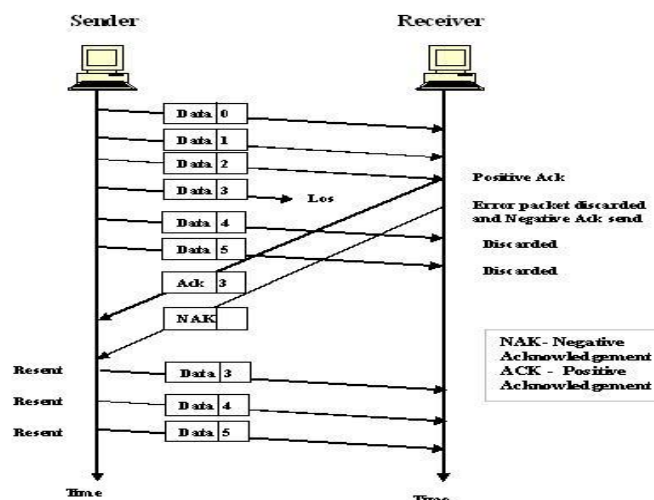 Sender Receiver
Data 0
Data 1
Data 2
Positive Ack
Data 3
Los
Error packet discarded
and Negative Ack send
Data 4
Discarded
Data 5
Discarded
Ack 3
NAK
NAK- Negative
Acknowledgement
ACK - Positive
Acknowledgement
Resent Data 3
Resent Data 4
Resent Data 5
Time Time